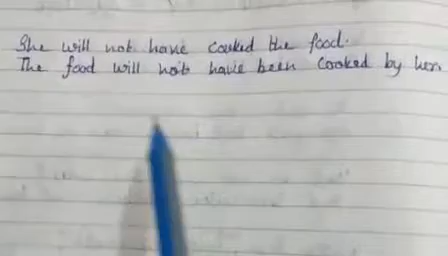 She will not have cooked the food.
The food will not have been cooked by her.